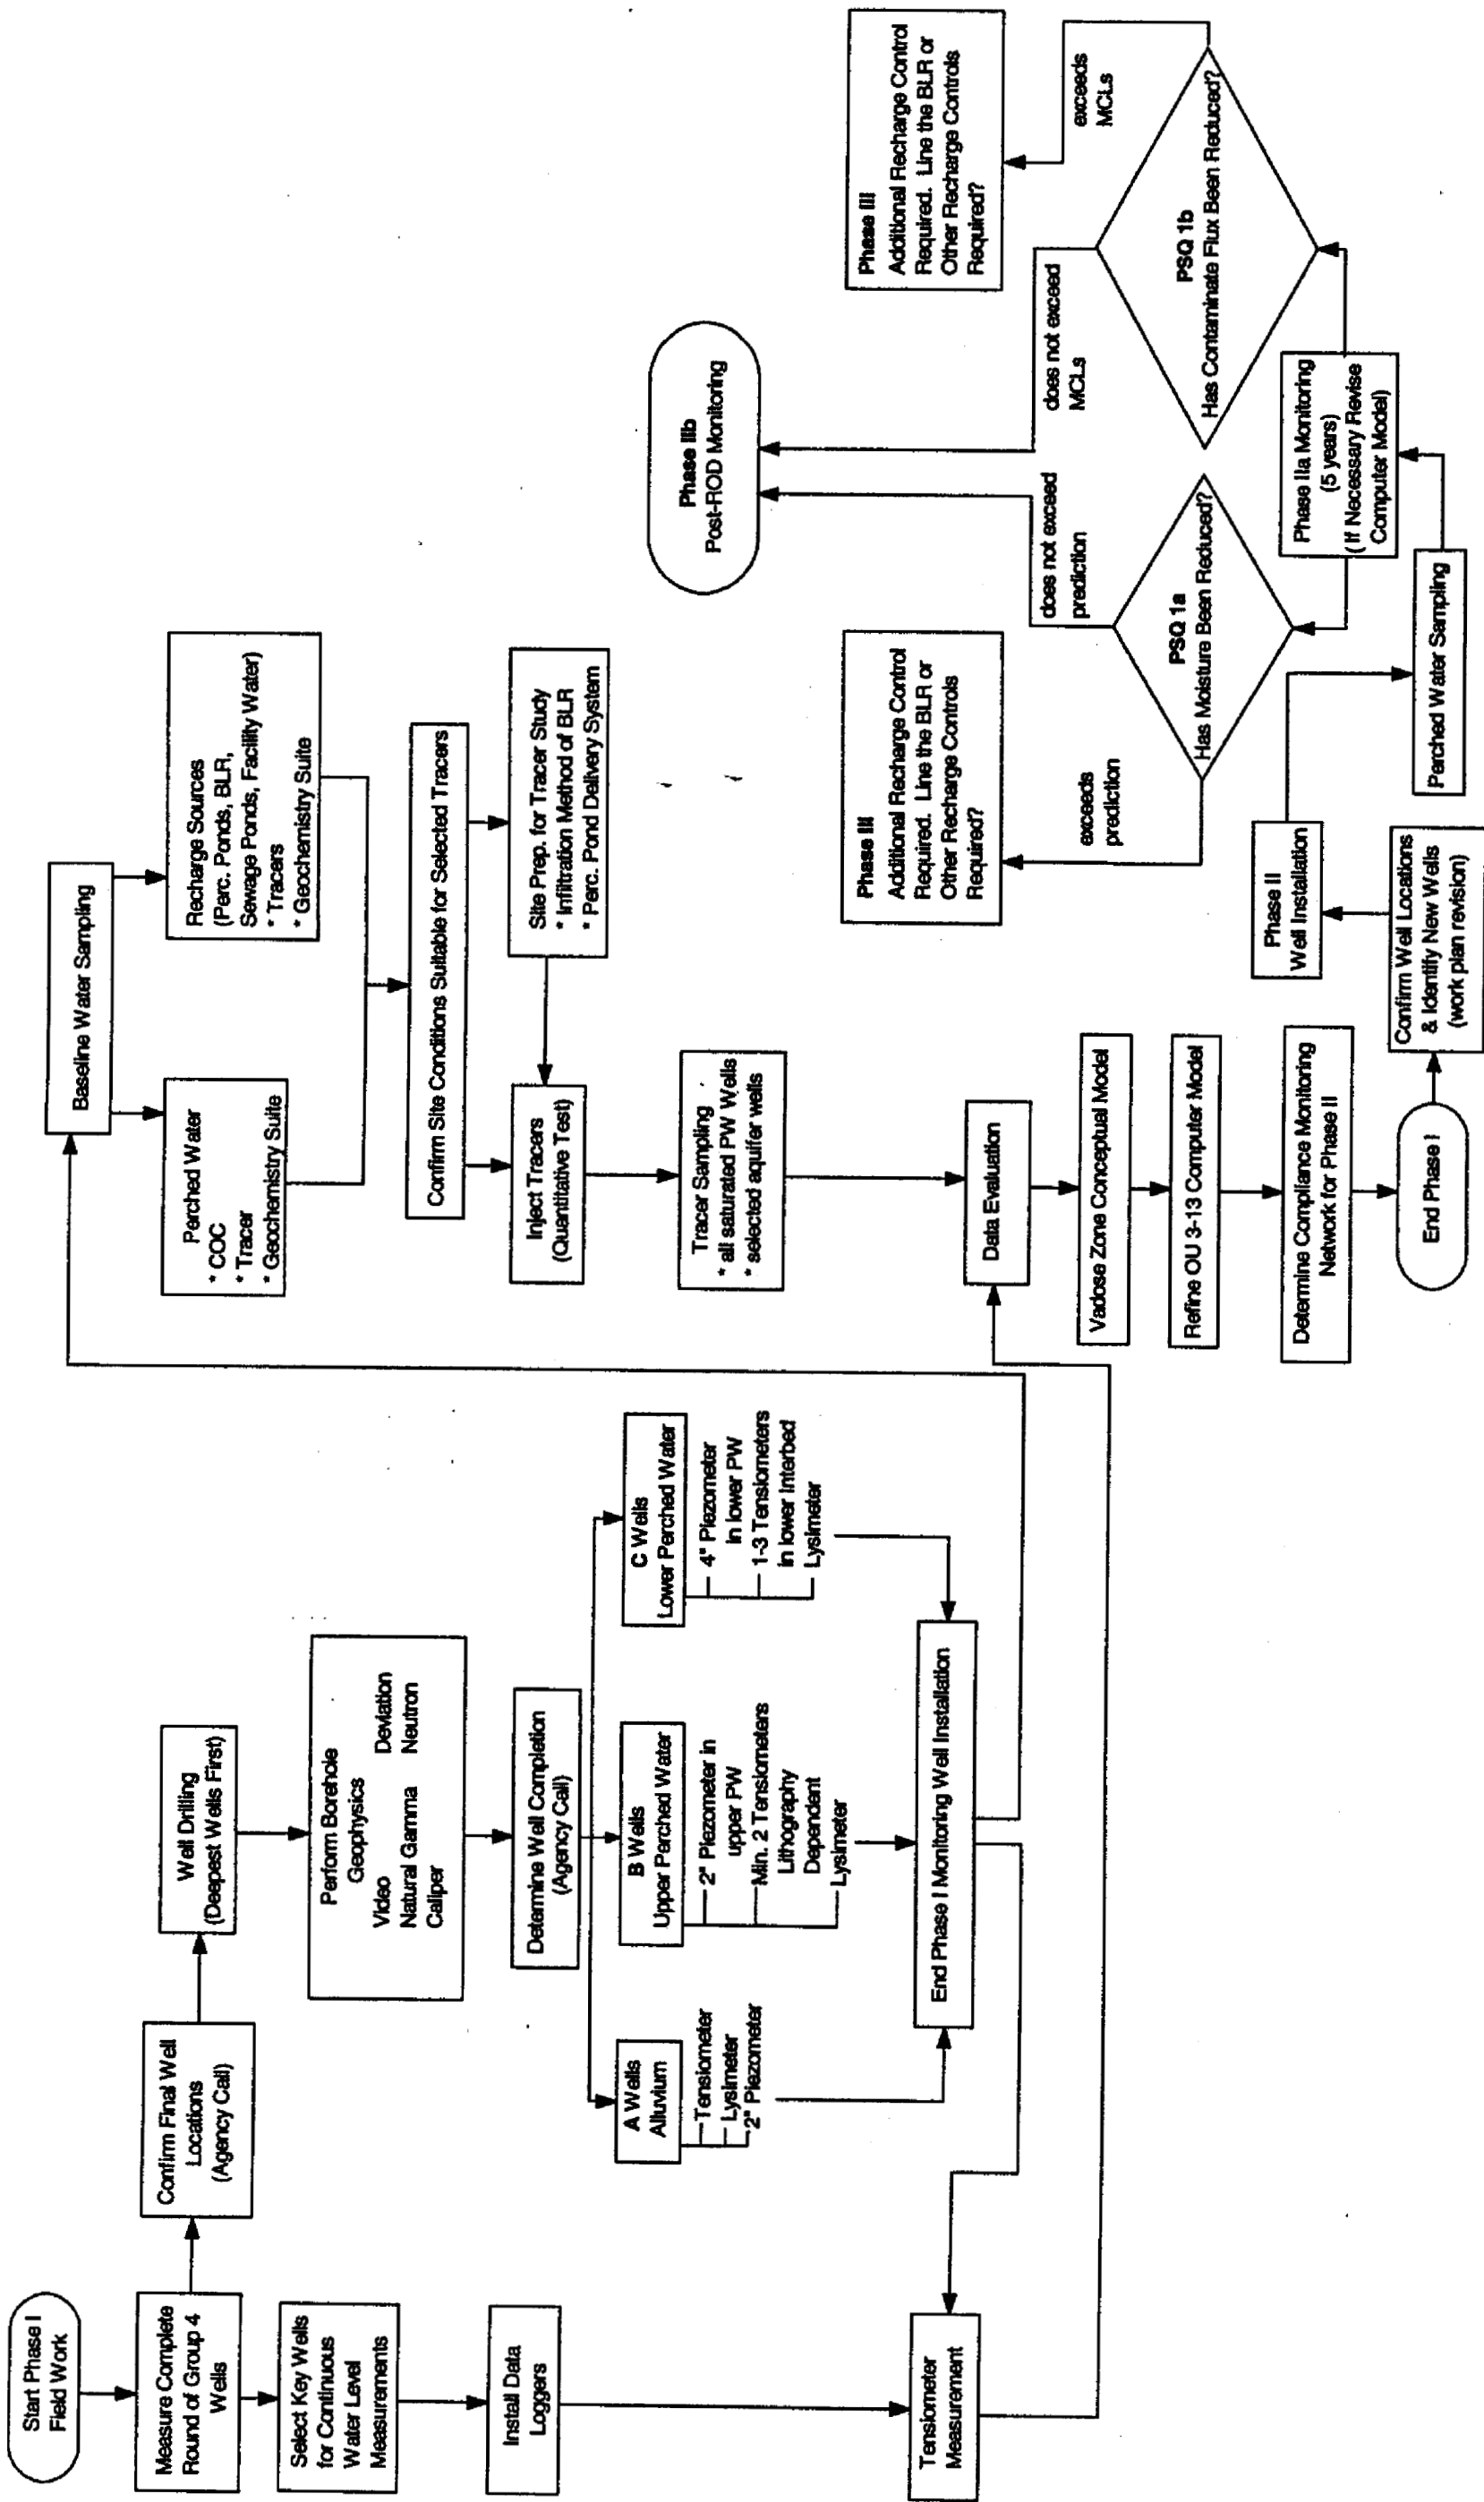 Start Phase I
Field Work
Measure Complete
Round of Group 4
Wells
Select Key Wells
for Continuous
Water Level
Measurements
Install Data
Loggers
Tensiometer
Measurement
Confirm Final Well
Locations
(Agency Call)
Well Drilling
(Deepest Wells First)
Perform Borehole
Geophysics
Video Deviation
Natural Gamma Neutron
Caliper
Determine Well Completion
(Agency Call)
A Wells
Alluvium
Tensiometer
Lysimeter
2" Piezometer
B Wells
Upper Perched Water
2" Piezometer in
upper PW
Min. 2 Tensiometers
Lithography
Dependent
Lysimeter
C Wells
Lower Perched Water
4" Piezometer
in lower PW
1-3 Tensiometers
in lower Interbed
Lysimeter
End Phase I Monitoring Well Installation
Baseline Water Sampling
Perched Water
* COC
* Tracer
* Geochemistry Suite
Recharge Sources
(Perc. Ponds, BLR,
Sewage Ponds, Facility Water)
* Tracers
* Geochemistry Suite
Confirm Site Conditions Suitable for Selected Tracers
Inject Tracers
(Quantitative Test)
Site Prep. for Tracer Study
* Infiltration Method of BLR
* Perc. Pond Delivery System
Tracer Sampling
* all saturated PW Wells
* selected aquifer wells
Data Evaluation
Vadose Zone Conceptual Model
Refine OU 3-13 Computer Model
Determine Compliance Monitoring
Network for Phase II
End Phase I
Confirm Well Locations
& Identify New Wells
(work plan revision)
Phase II
Well Installation
Perched Water Sampling
Phase IIa Monitoring
(5 years)
( If Necessary Revise
Computer Model)
PSQ 1a
Has Moisture Been Reduced?
exceeds
prediction
does not exceed
prediction
Phase III
Additional Recharge Control
Required. Line the BLR or
Other Recharge Controls
Required?
Phase IIb
Post-ROD Monitoring
PSQ 1b
Has Contaminate Flux Been Reduced?
does not exceed
MCLs
exceeds
MCLs
Phase III
Additional Recharge Control
Required. Line the BLR or
Other Recharge Controls
Required?